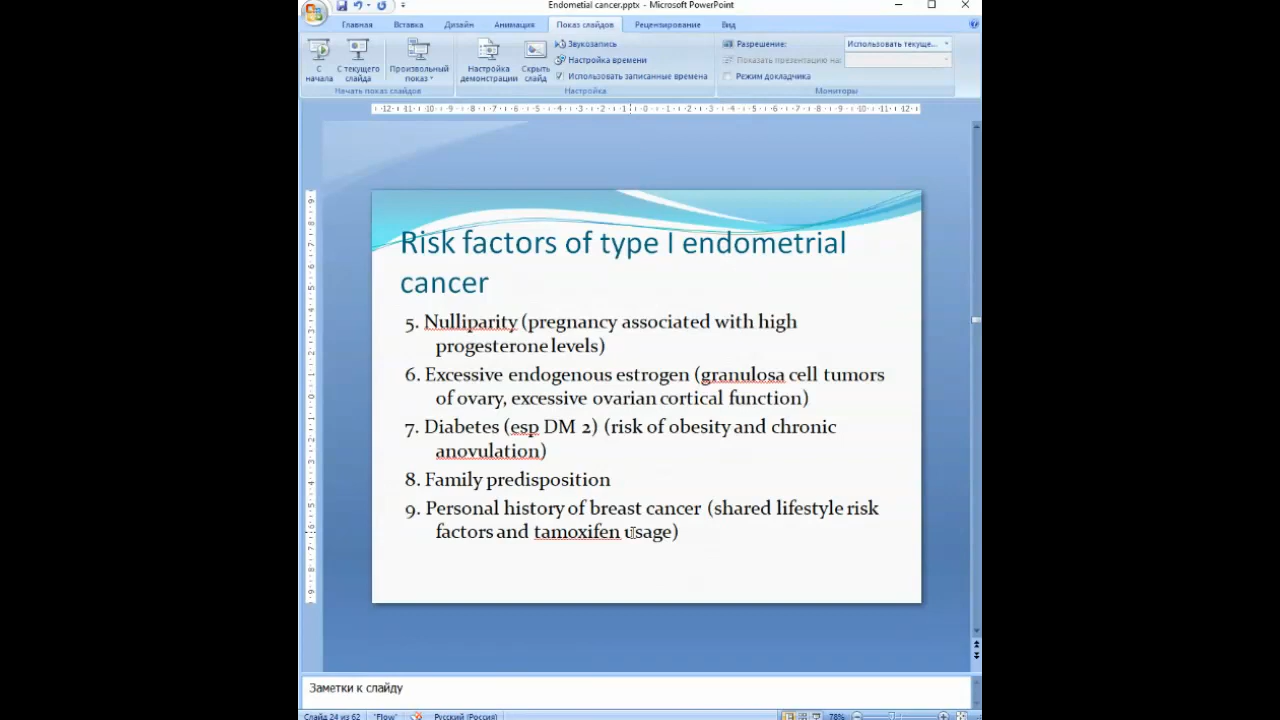 Endometial cancer.pptx - Microsoft PowerPoint
Главная Вставка Дизайн Анимация Показ слайдов Рецензирование Вид
С начала
С текущего слайда
Произвольный показ
Настройка демонстрации
Скрыть слайд
Звукозапись
Настройка времени
Использовать записанные времена
Разрешение: Использовать текуще...
Показать презентацию на:
Режим докладчика
Начать показ слайдов Настройка Мониторы
Risk factors of type I endometrial
cancer
5. Nulliparity (pregnancy associated with high
progesterone levels)
6. Excessive endogenous estrogen (granulosa cell tumors
of ovary, excessive ovarian cortical function)
7. Diabetes (esp DM 2) (risk of obesity and chronic
anovulation)
8. Family predisposition
9. Personal history of breast cancer (shared lifestyle risk
factors and tamoxifen usage)
Заметки к слайду
Слайд 24 из 62 "Flow" Русский (Россия) 78%